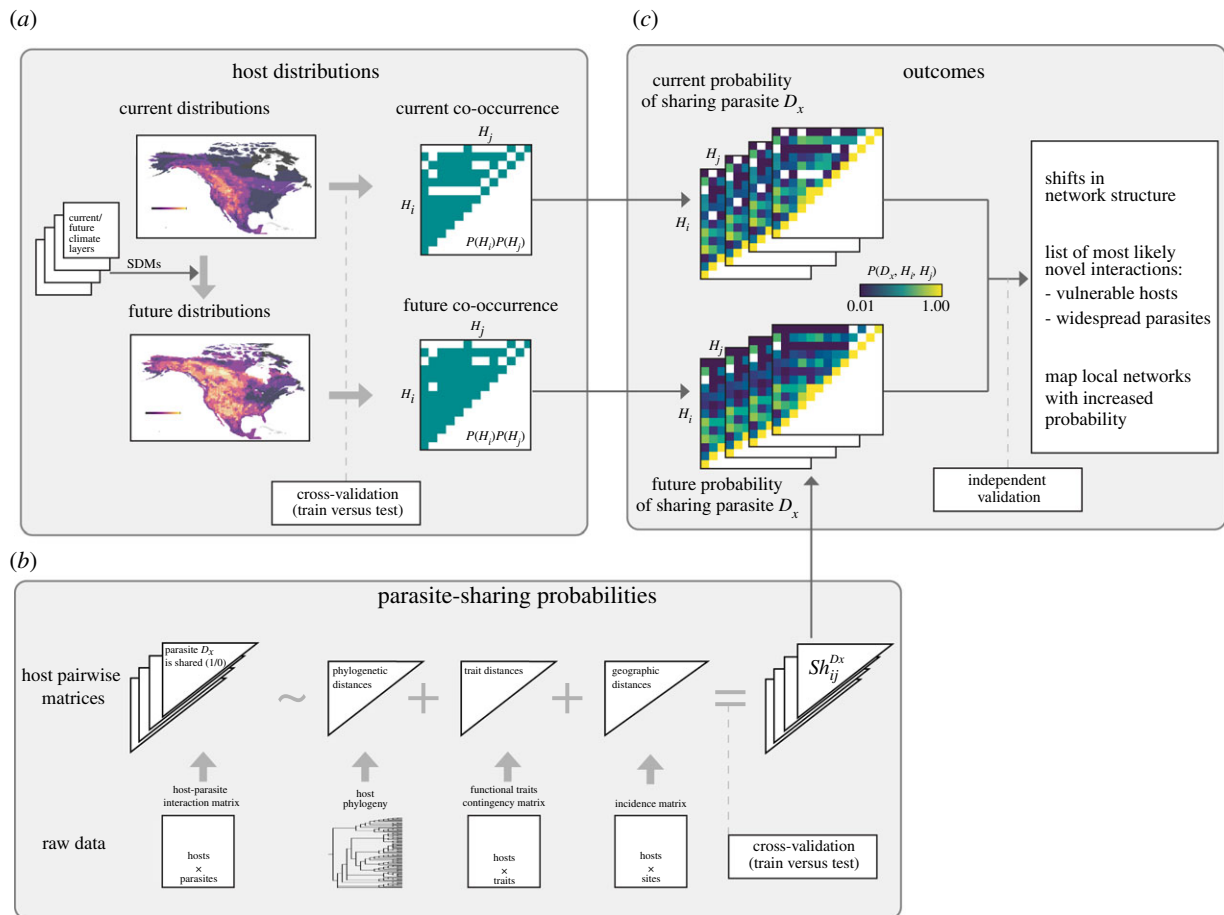 (a)
host distributions
current distributions
current co-occurrence
H_j
H_i
P(H_i)P(H_j)
current/
future
climate
layers
SDMs
future distributions
future co-occurrence
H_j
H_i
P(H_i)P(H_j)
cross-validation
(train versus test)
(c)
outcomes
current probability
of sharing parasite D_x
H_j
H_i
P(D_x, H_i, H_j)
0.01 1.00
H_j
H_i
future probability
of sharing parasite D_x
shifts in
network structure
list of most likely
novel interactions:
- vulnerable hosts
- widespread parasites
map local networks
with increased
probability
independent
validation
(b)
parasite-sharing probabilities
host pairwise
matrices
parasite D_x
is shared (1/0)
~
phylogenetic
distances
+
trait distances
+
geographic
distances
=
Sh_ij^Dx
raw data
host-parasite
interaction matrix
hosts
×
parasites
host
phylogeny
functional traits
contingency matrix
hosts
×
traits
incidence matrix
hosts
×
sites
cross-validation
(train versus test)